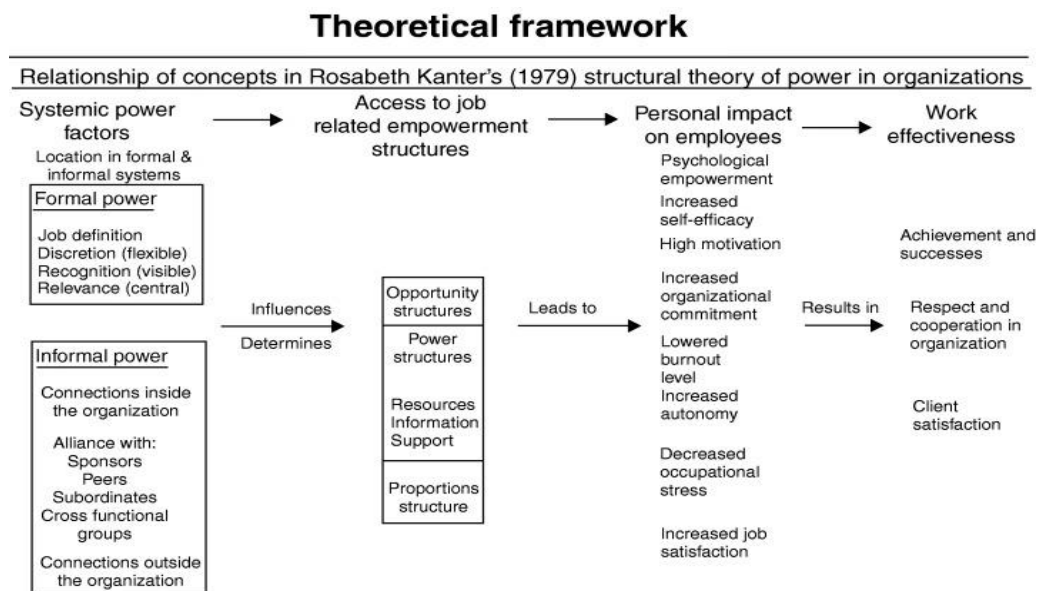 Theoretical framework
Relationship of concepts in Rosabeth Kanter's (1979) structural theory of power in organizations
Systemic power
factors
Location in formal &
informal systems
Formal power
Job definition
Discretion (flexible)
Recognition (visible)
Relevance (central)
Informal power
Connections inside
the organization
Alliance with:
Sponsors
Peers
Subordinates
Cross functional
groups
Connections outside
the organization
Influences
Determines
Access to job
related empowerment
structures
Opportunity
structures
Power
structures
Resources
Information
Support
Proportions
structure
Leads to
Personal impact
on employees
Psychological
empowerment
Increased
self-efficacy
High motivation
Increased
organizational
commitment
Lowered
burnout
level
Increased
autonomy
Decreased
occupational
stress
Increased job
satisfaction
Results in
Work
effectiveness
Achievement and
successes
Respect and
cooperation in
organization
Client
satisfaction